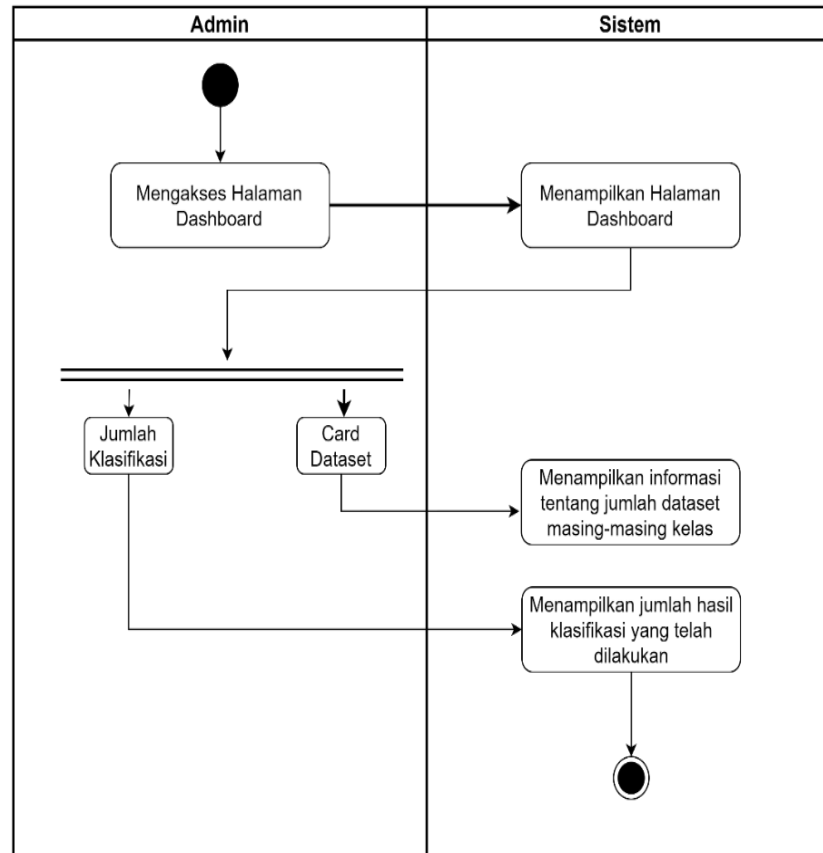 Admin
Sistem
Mengakses Halaman
Dashboard
Menampilkan Halaman
Dashboard
Jumlah
Klasifikasi
Card
Dataset
Menampilkan informasi
tentang jumlah dataset
masing-masing kelas
Menampilkan jumlah hasil
klasifikasi yang telah
dilakukan